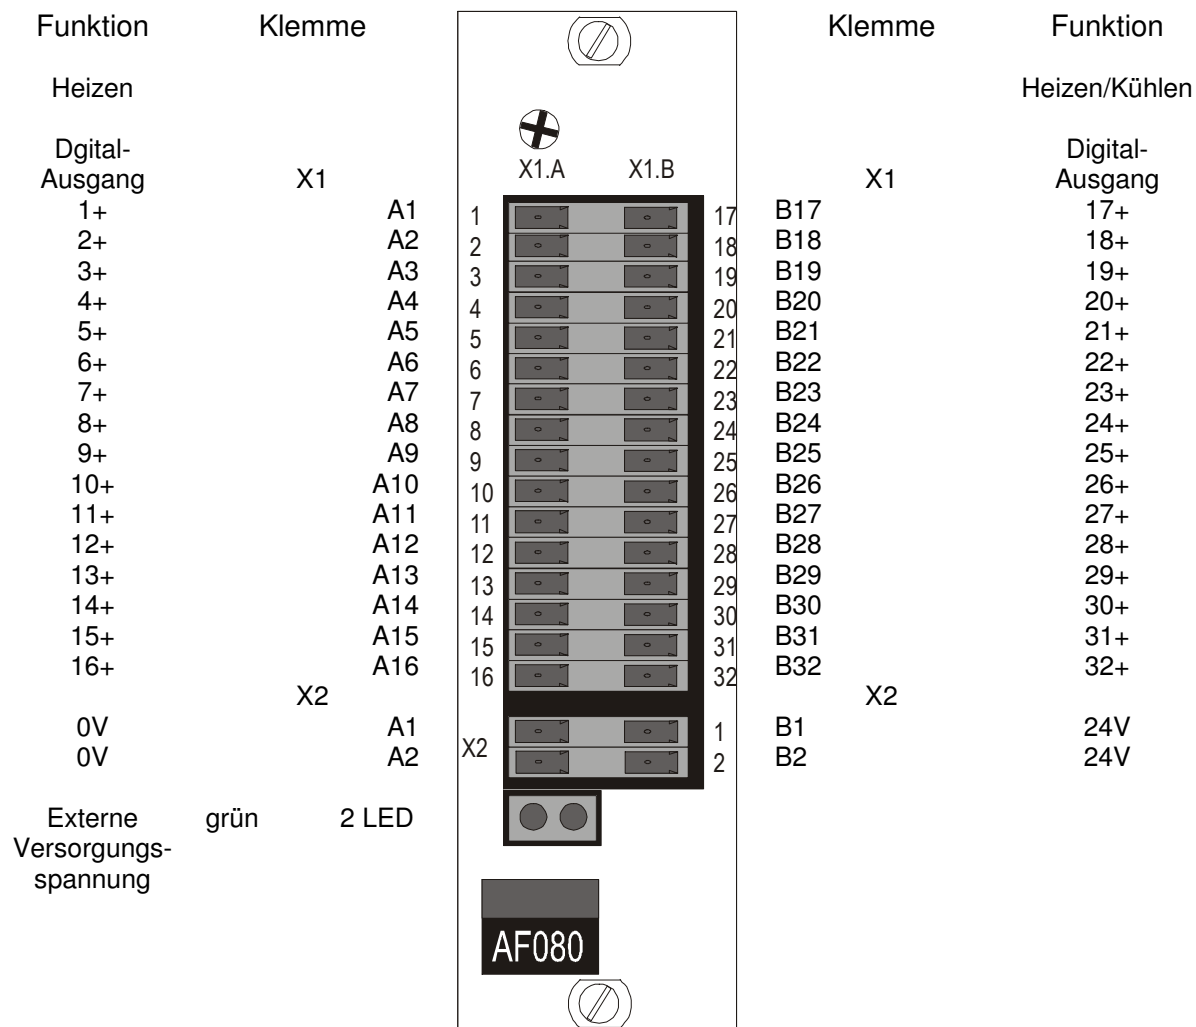 Funktion Klemme Klemme Funktion
Heizen Heizen/Kühlen
Dgital- Digital-
Ausgang X1 X1.A X1.B X1 Ausgang
1+ A1 1 17 B17 17+
2+ A2 2 18 B18 18+
3+ A3 3 19 B19 19+
4+ A4 4 20 B20 20+
5+ A5 5 21 B21 21+
6+ A6 6 22 B22 22+
7+ A7 7 23 B23 23+
8+ A8 8 24 B24 24+
9+ A9 9 25 B25 25+
10+ A10 10 26 B26 26+
11+ A11 11 27 B27 27+
12+ A12 12 28 B28 28+
13+ A13 13 29 B29 29+
14+ A14 14 30 B30 30+
15+ A15 15 31 B31 31+
16+ A16 16 32 B32 32+
X2 X2
0V A1 1 B1 24V
0V A2 X2 2 B2 24V
Externe grün 2 LED
Versorgungs-
spannung
AF080